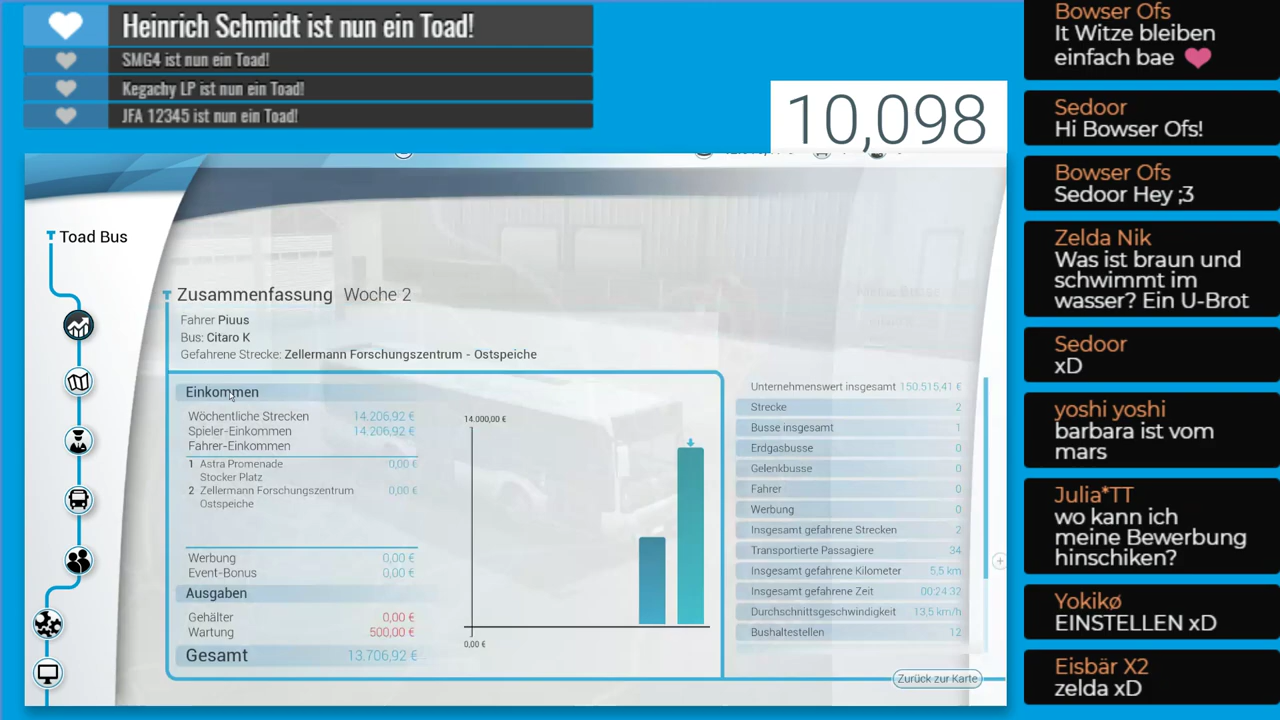 Heinrich Schmidt ist nun ein Toad!
SMG4 ist nun ein Toad!
Kegachy LP ist nun ein Toad!
JFA 12345 ist nun ein Toad!
10,098
Toad Bus
Zusammenfassung Woche 2
Fahrer Piuus
Bus: Citaro K
Gefahrene Strecke: Zellermann Forschungszentrum - Ostspeiche
Einkommen
Wöchentliche Strecken 14.206,92 €
Spieler-Einkommen 14.206,92 €
Fahrer-Einkommen
1 Astra Promenade 0,00 €
Stocker Platz
2 Zellermann Forschungszentrum 0,00 €
Ostspeiche
Werbung 0,00 €
Event-Bonus 0,00 €
Ausgaben
Gehälter 0,00 €
Wartung 500,00 €
Gesamt 13.706,92 €
14.000,00 €
0,00 €
Unternehmenswert insgesamt 150.515,41 €
Strecke 2
Busse insgesamt 1
Erdgasbusse 0
Gelenkbusse 0
Fahrer 0
Werbung 0
Insgesamt gefahrene Strecken 2
Transportierte Passagiere 34
Insgesamt gefahrene Kilometer 5,5 km
Insgesamt gefahrene Zeit 00:24:32
Durchschnittsgeschwindigkeit 13,5 km/h
Bushaltestellen 12
Zurück zur Karte
Bowser Ofs
It Witze bleiben
einfach bae
Sedoor
Hi Bowser Ofs!
Bowser Ofs
Sedoor Hey ;3
Zelda Nik
Was ist braun und
schwimmt im
wasser? Ein U-Brot
Sedoor
xD
yoshi yoshi
barbara ist vom
mars
Julia*TT
wo kann ich
meine Bewerbung
hinschiken?
Yokikø
EINSTELLEN xD
Eisbär X2
zelda xD